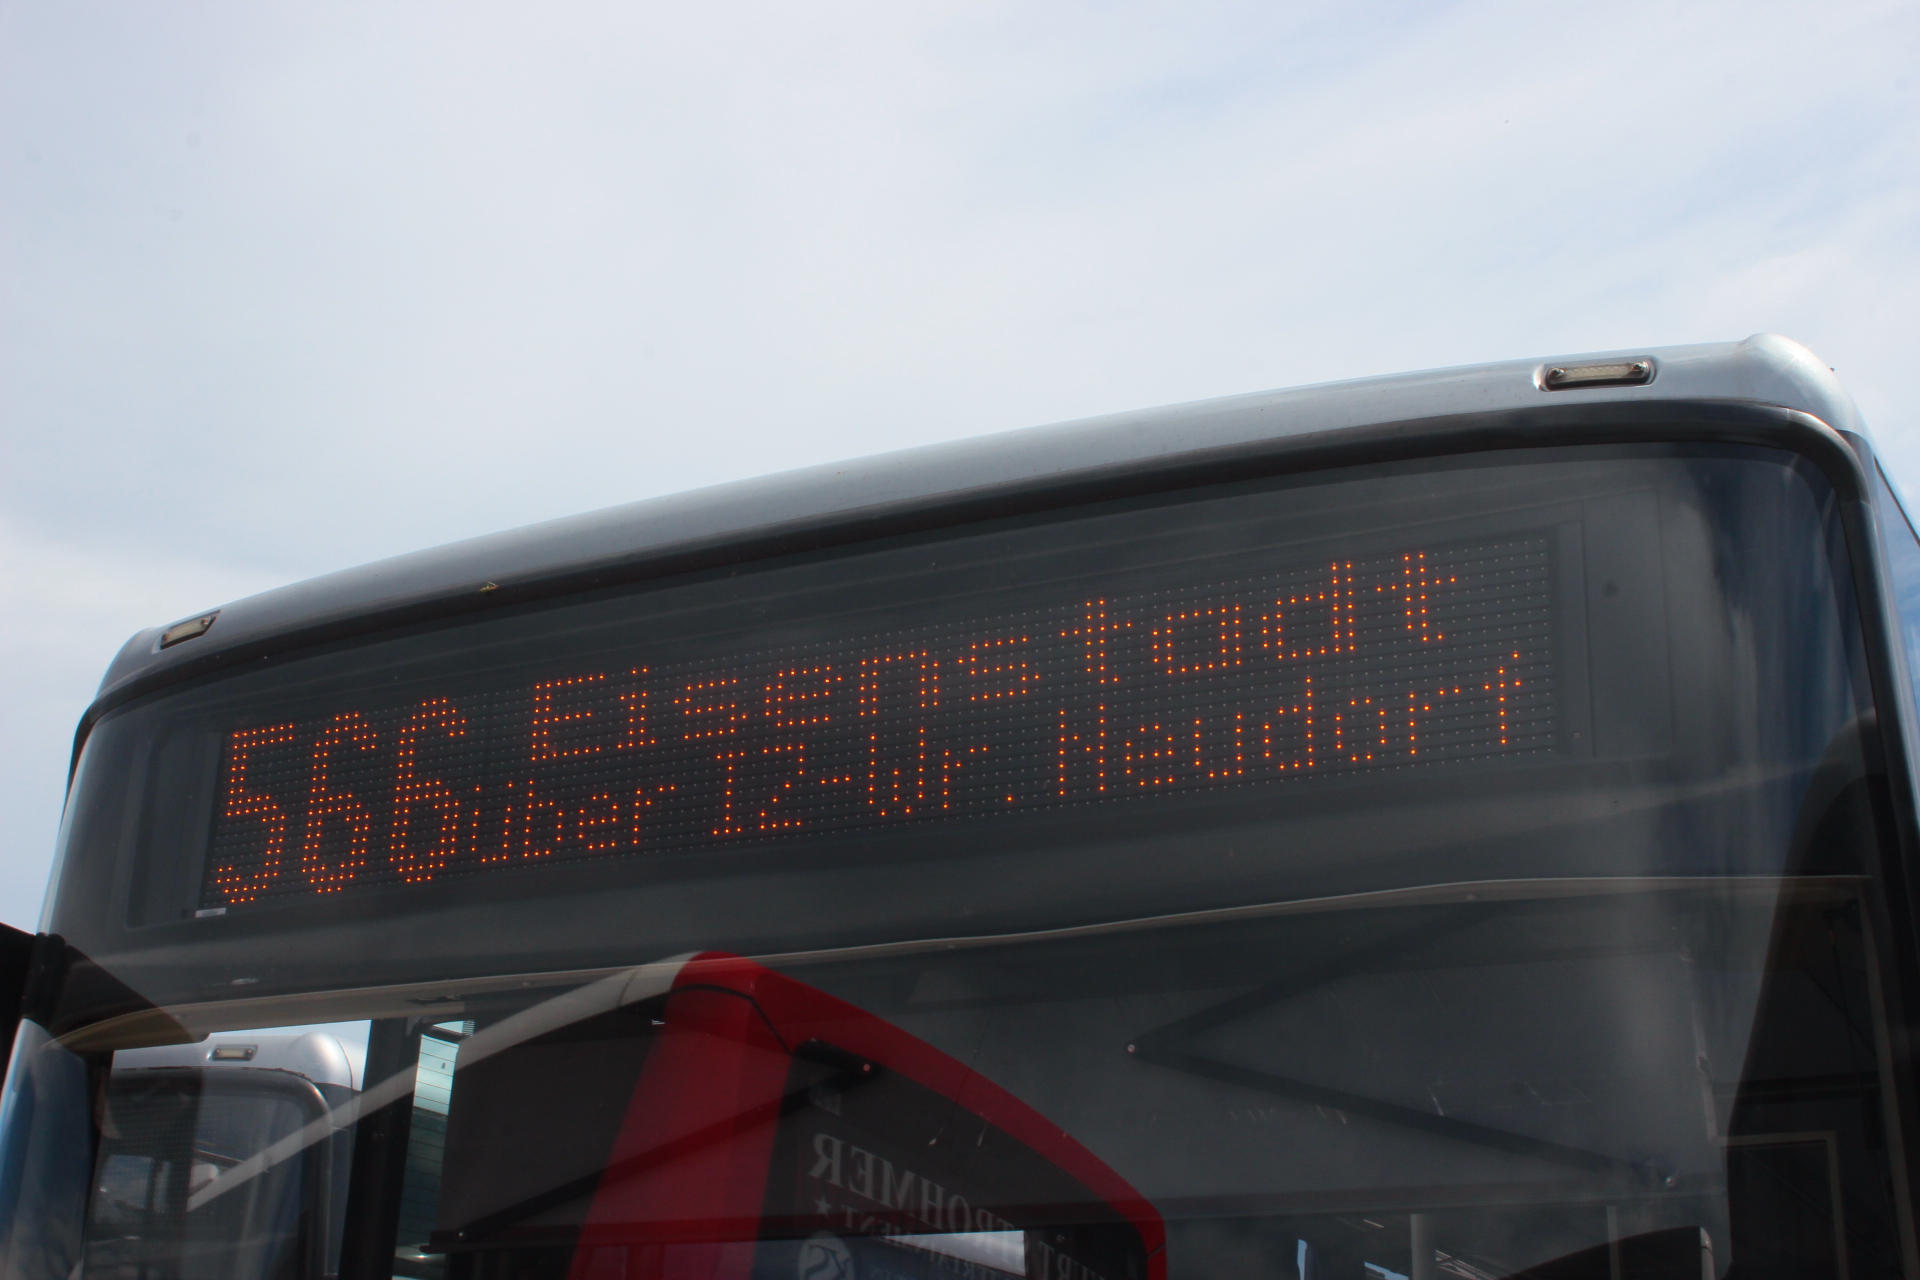 566 Eisenstadt
über IZ-Wr. Neudorf